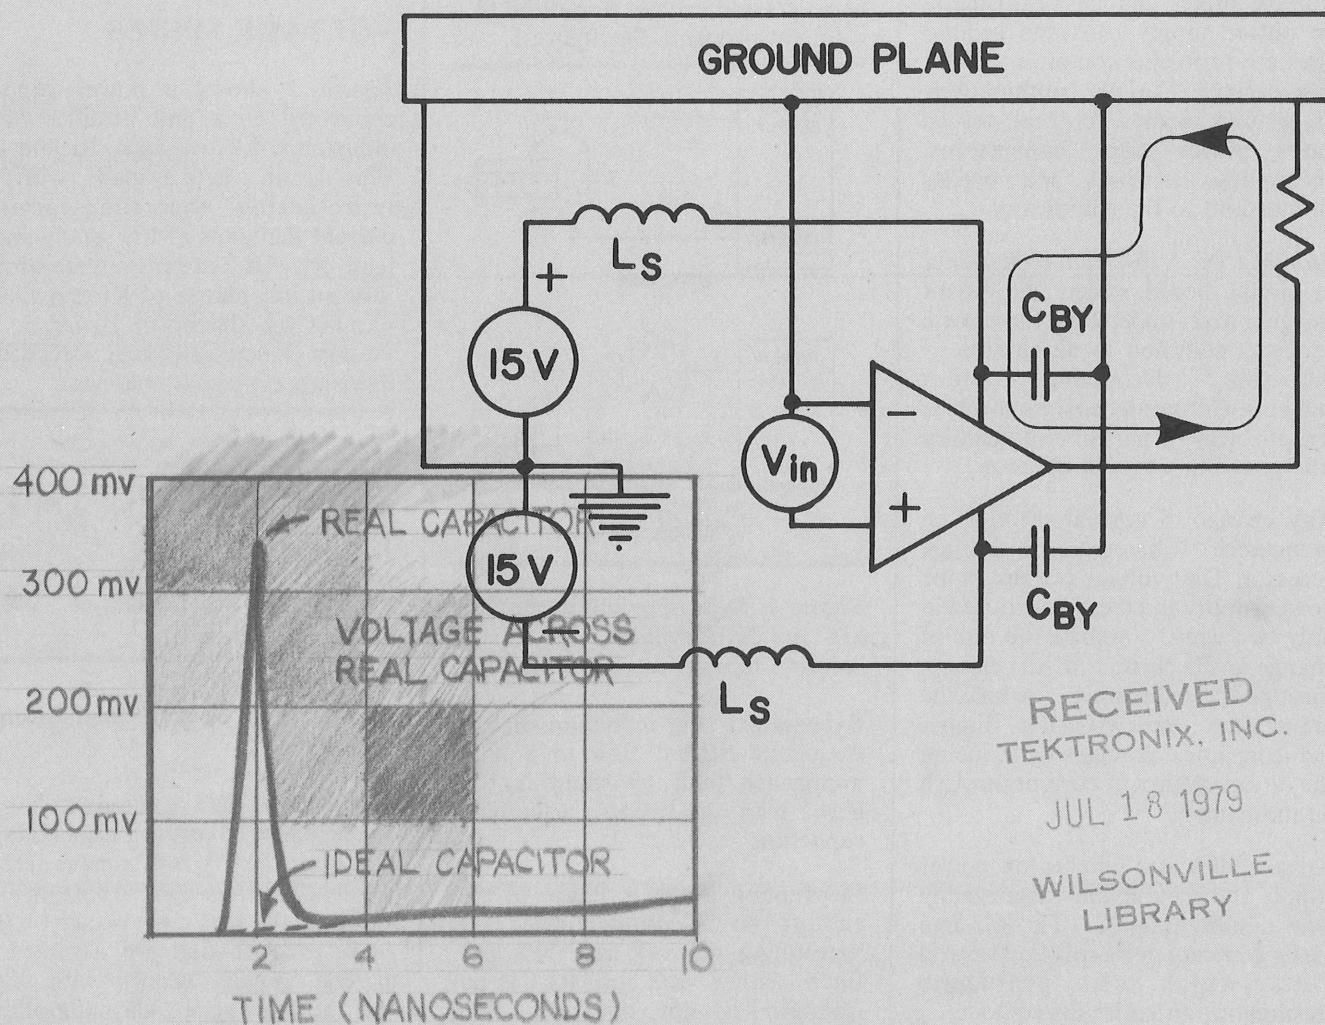 GROUND PLANE
LS
+
15V
CBY
−
Vin
+
CBY
15V
−
LS
400 mv
300 mv
200 mv
100 mv
REAL CAPACITOR
VOLTAGE ACROSS
REAL CAPACITOR
IDEAL CAPACITOR
2 4 6 8 10
TIME (NANOSECONDS)
RECEIVED
TEKTRONIX, INC.
JUL 18 1979
WILSONVILLE
LIBRARY